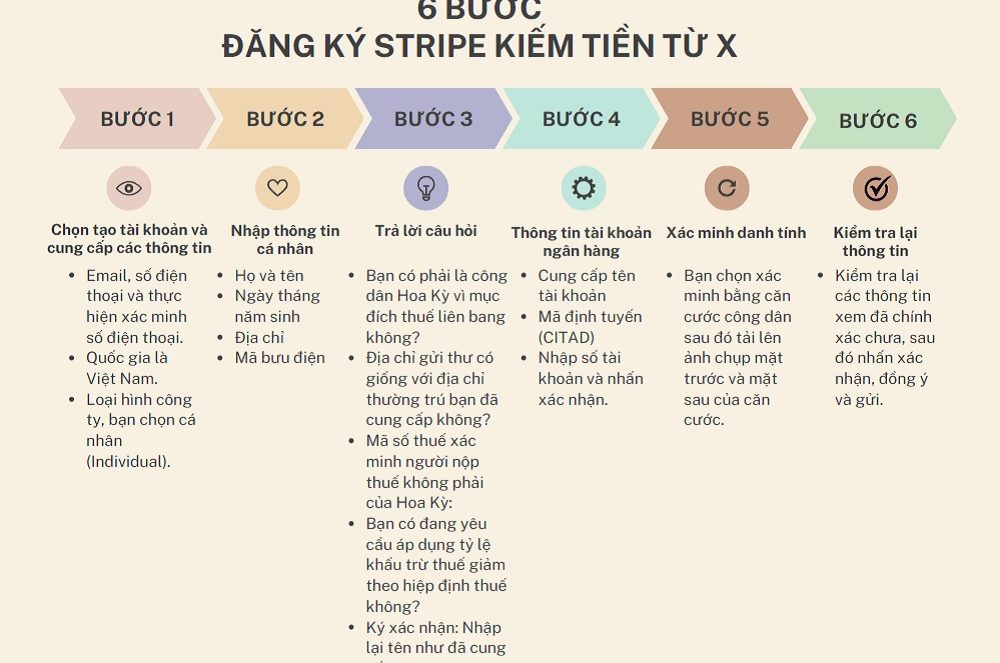 6 BƯỚC
ĐĂNG KÝ STRIPE KIẾM TIỀN TỪ X
BƯỚC 1
BƯỚC 2
BƯỚC 3
BƯỚC 4
BƯỚC 5
BƯỚC 6
Chọn tạo tài khoản và
cung cấp các thông tin
Email, số điện
thoại và thực
hiện xác minh
số điện thoại.
Quốc gia là
Việt Nam.
Loại hình công
ty, bạn chọn cá
nhân
(Individual).
Nhập thông tin
cá nhân
Họ và tên
Ngày tháng
năm sinh
Địa chỉ
Mã bưu điện
Trả lời câu hỏi
Bạn có phải là công
dân Hoa Kỳ vì mục
đích thuế liên bang
không?
Địa chỉ gửi thư có
giống với địa chỉ
thường trú bạn đã
cung cấp không?
Mã số thuế xác
minh người nộp
thuế không phải
của Hoa Kỳ:
Bạn có đang yêu
cầu áp dụng tỷ lệ
khấu trừ thuế giảm
theo hiệp định thuế
không?
Ký xác nhận: Nhập
lại tên như đã cung
Thông tin tài khoản
ngân hàng
Cung cấp tên
tài khoản
Mã định tuyến
(CITAD)
Nhập số tài
khoản và nhấn
xác nhận.
Xác minh danh tính
Bạn chọn xác
minh bằng căn
cước công dân
sau đó tải lên
ảnh chụp mặt
trước và mặt
sau của căn
cước.
Kiểm tra lại
thông tin
Kiểm tra lại
các thông tin
xem đã chính
xác chưa, sau
đó nhấn xác
nhận, đồng ý
và gửi.